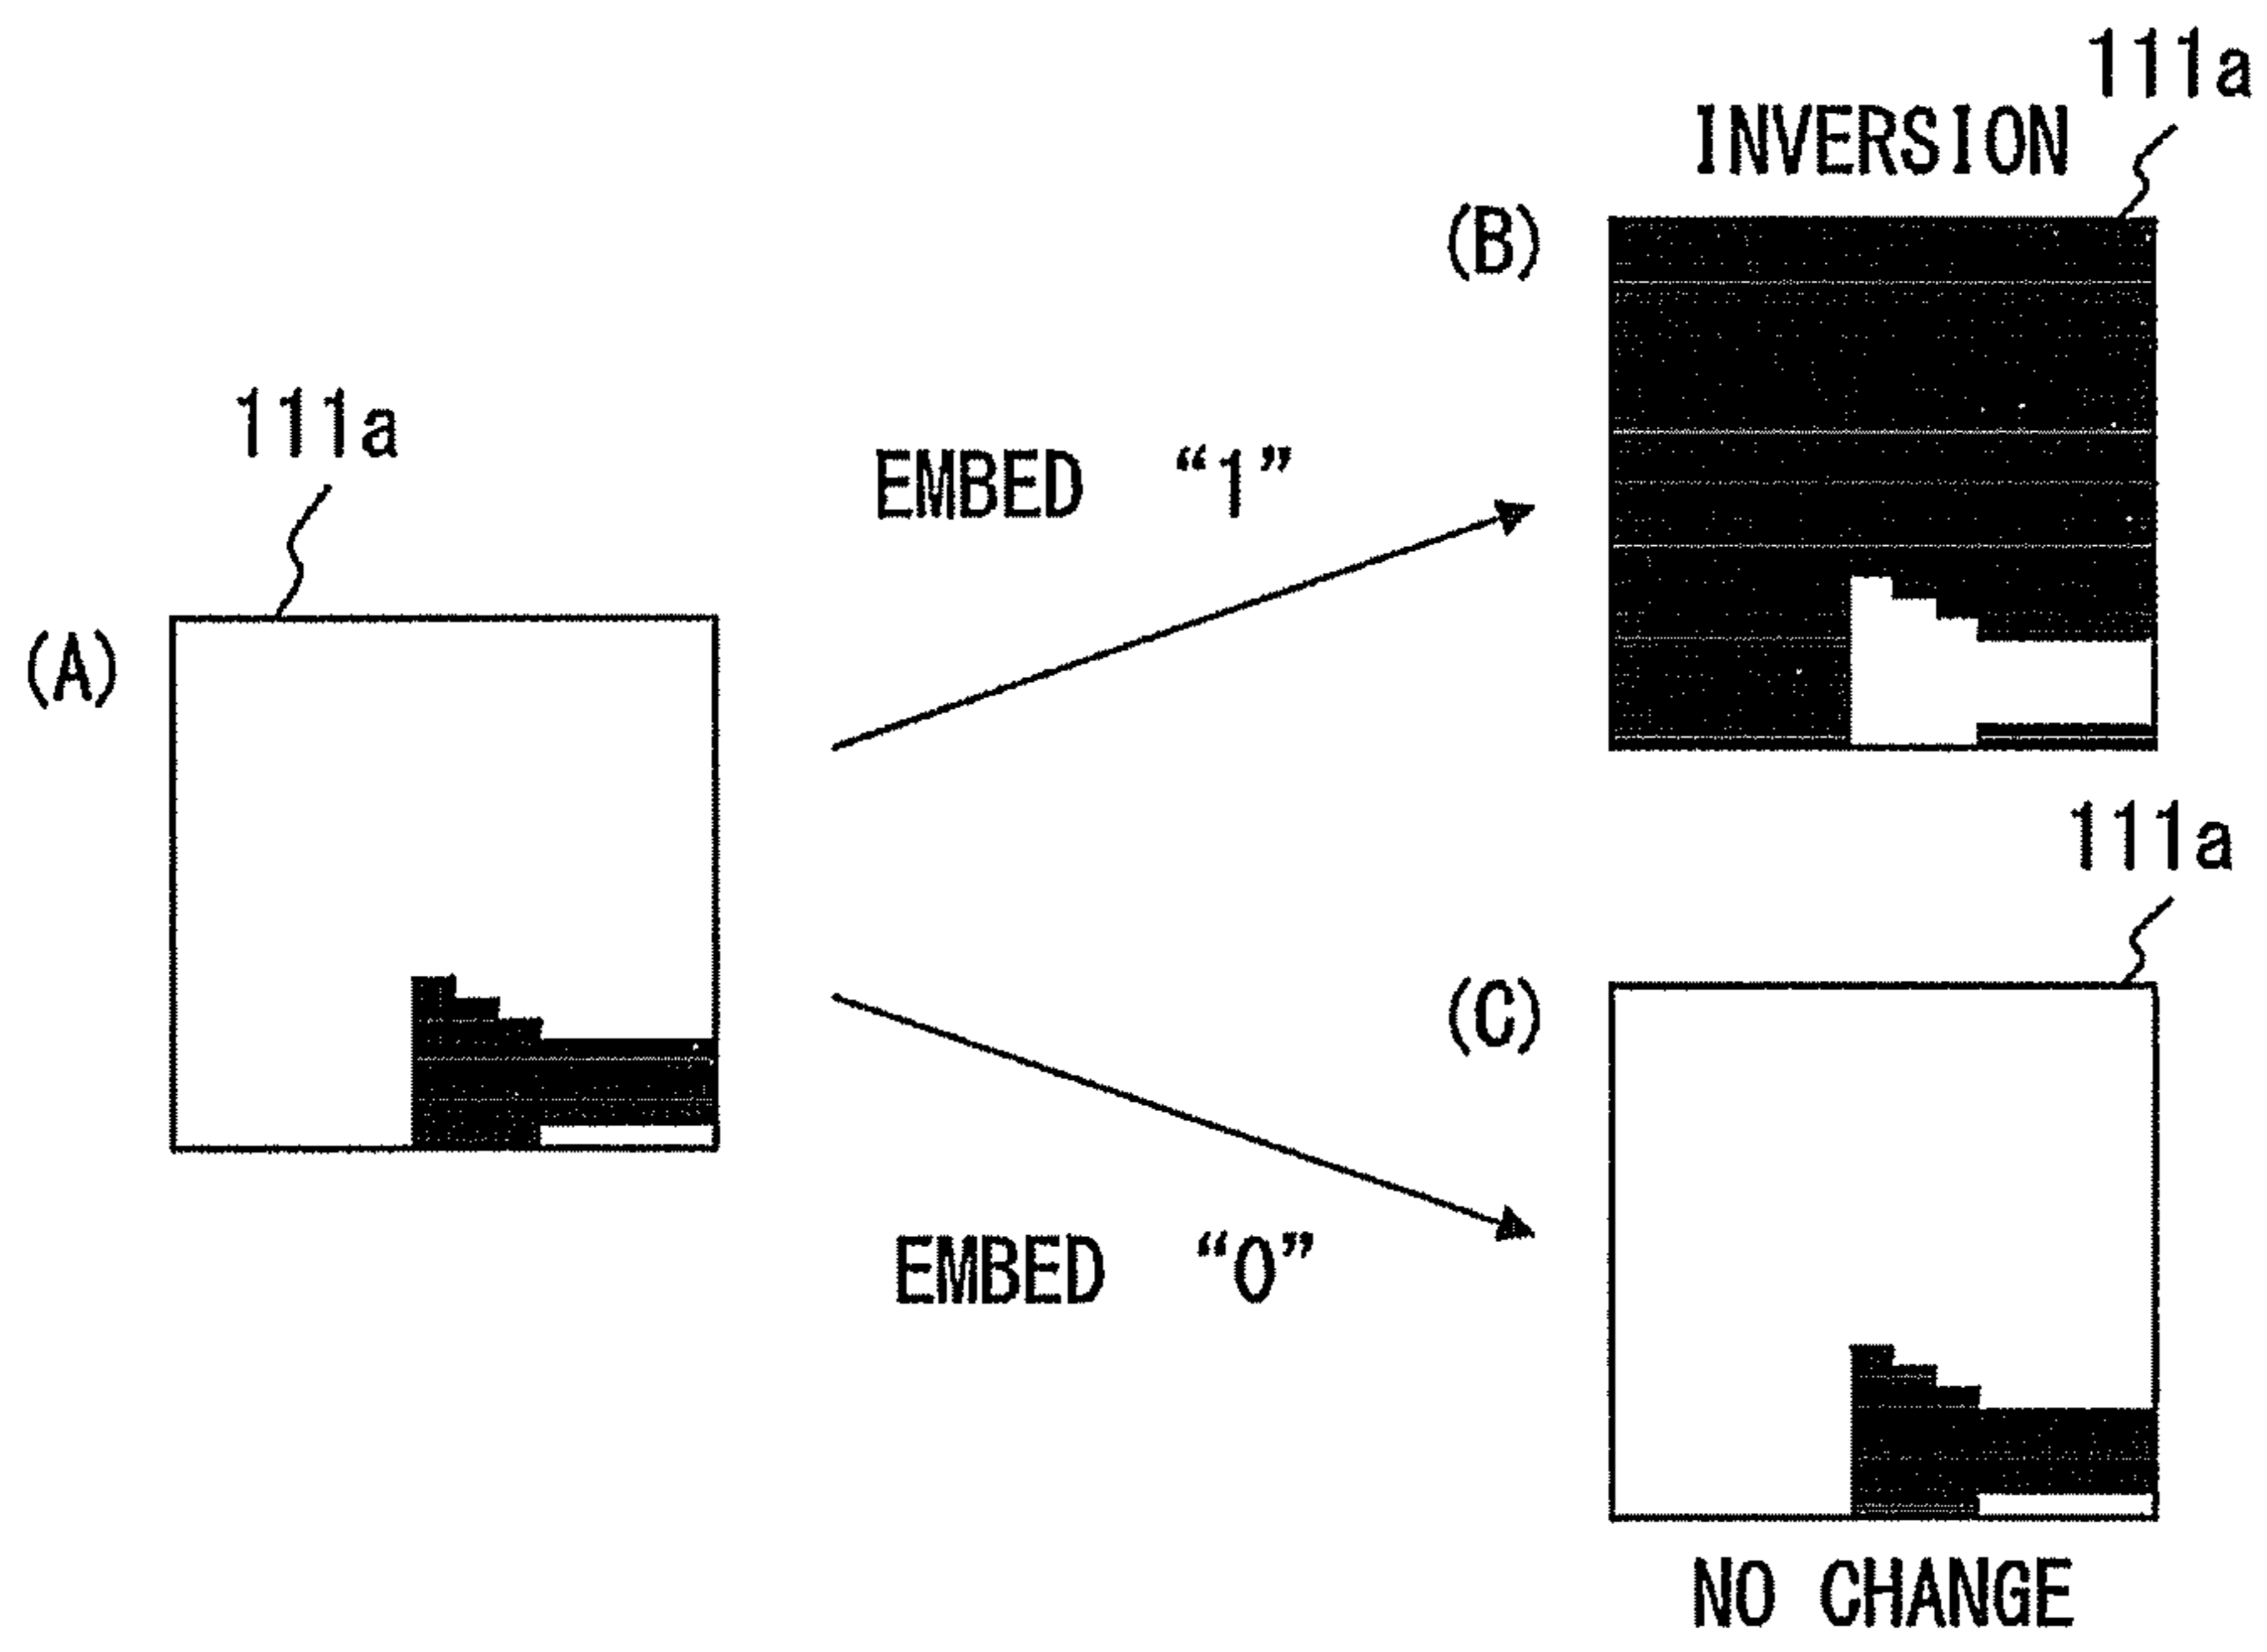 111a
INVERSION
(B)
111a
EMBED “1”
(A)
111a
(C)
EMBED “0”
NO CHANGE